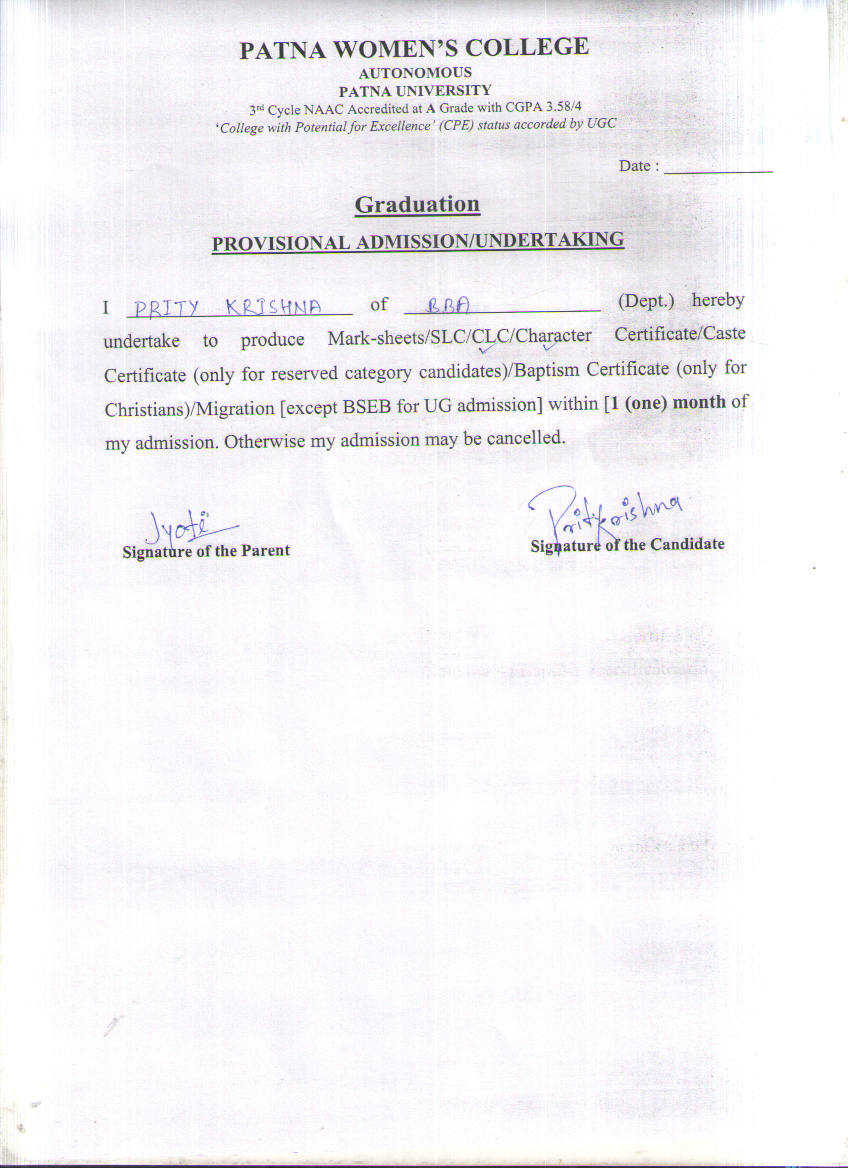 PATNA WOMEN'S COLLEGE
AUTONOMOUS
PATNA UNIVERSITY
3rd Cycle NAAC Accredited at A Grade with CGPA 3.58/4
'College with Potential for Excellence' (CPE) status accorded by UGC
Date : ____________
Graduation
PROVISIONAL ADMISSION/UNDERTAKING
I PRITY KRISHNA of BBA (Dept.) hereby
undertake to produce Mark-sheets/SLC/CLC/Character Certificate/Caste
Certificate (only for reserved category candidates)/Baptism Certificate (only for
Christians)/Migration [except BSEB for UG admission] within [1 (one) month of
my admission. Otherwise my admission may be cancelled.
Jyoti Prity krishna
Signature of the Parent Signature of the Candidate